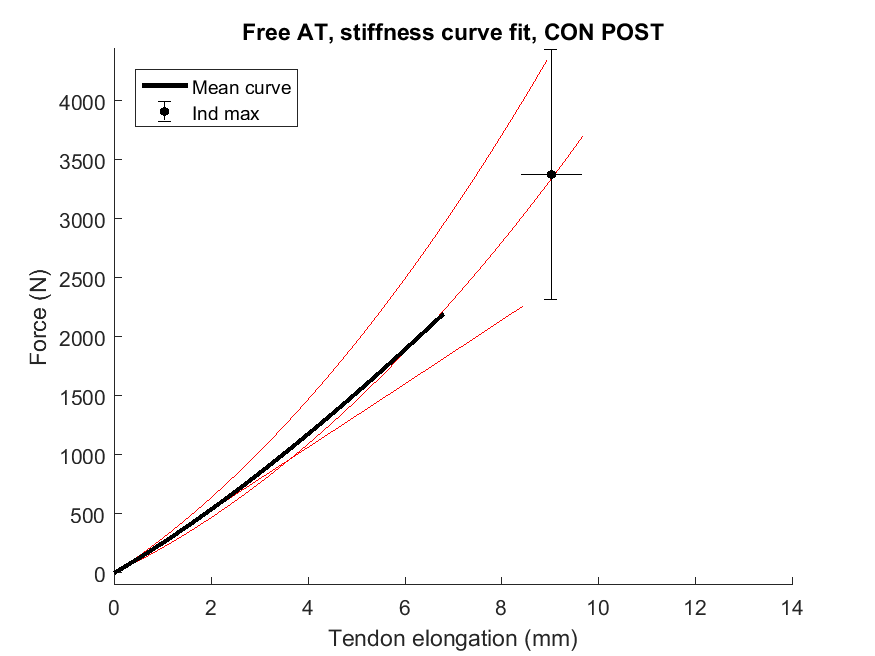 Free AT, stiffness curve fit, CON POST
Mean curve
Ind max
4000
3500
3000
2500
2000
1500
1000
500
0
Force (N)
0 2 4 6 8 10 12 14
Tendon elongation (mm)